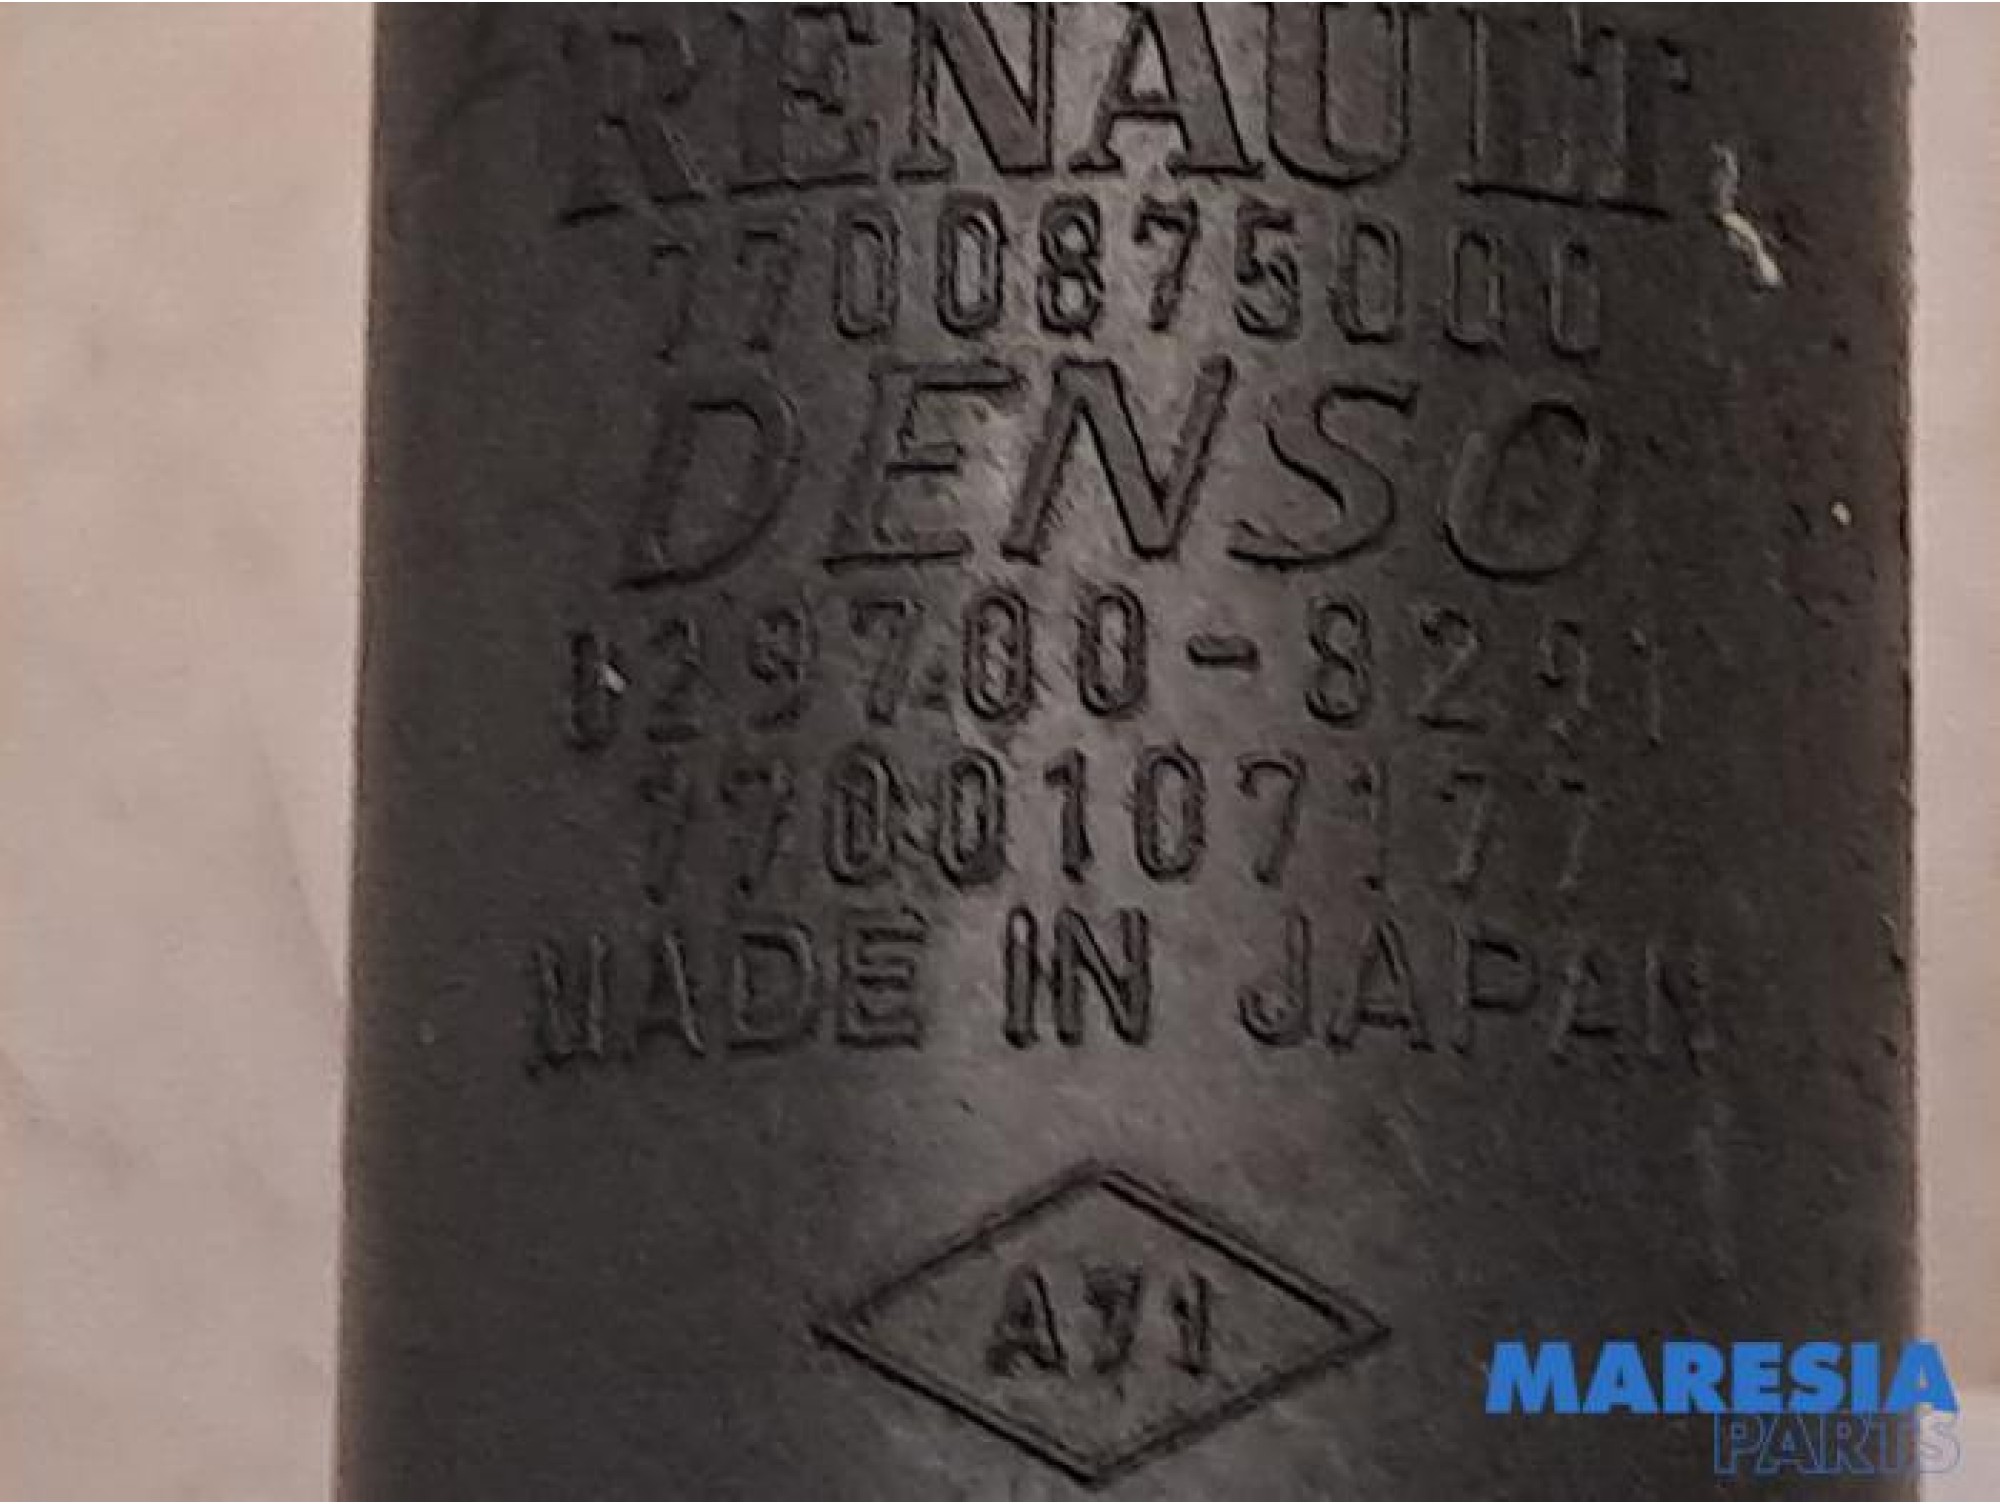 RENAULT
7700875000
DENSO
029700-8291
7700107177
MADE IN JAPAN
A71
MARESIA
PARTS